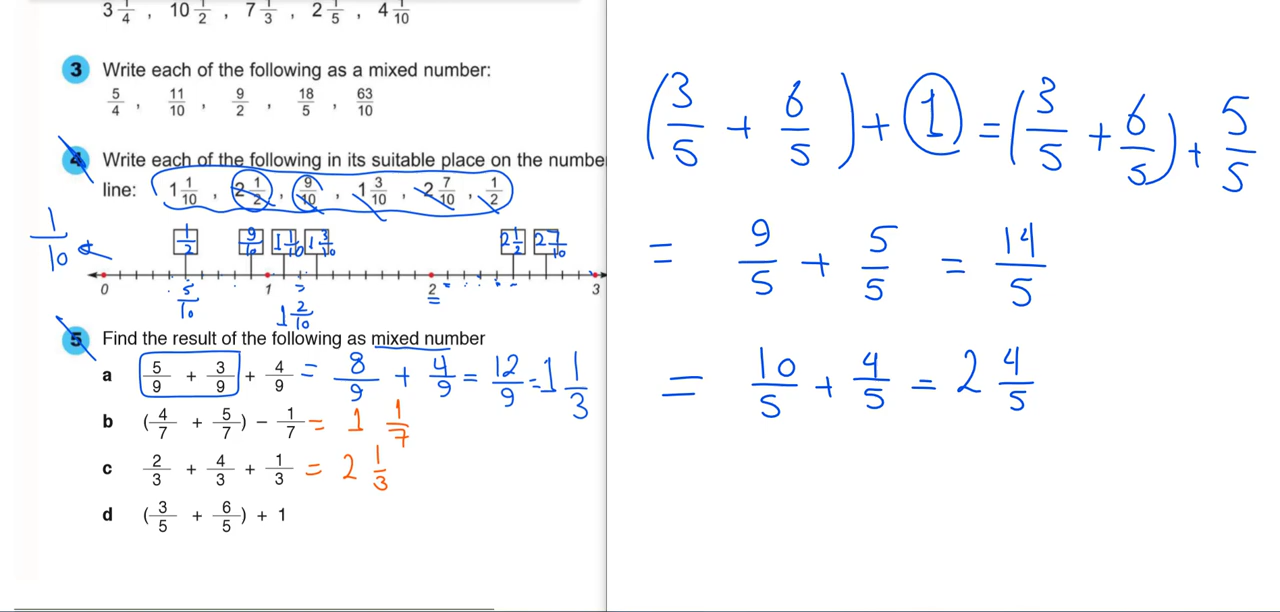 3 1/4 , 10 1/2 , 7 1/3 , 2 1/5 , 4 1/10
3 Write each of the following as a mixed number:
5/4 , 11/10 , 9/2 , 18/5 , 63/10
4 Write each of the following in its suitable place on the numbe
line: 1 1/10 , 2 1/2 , 9/10 , 1 3/10 , 2 7/10 , 1/2
1/10
1/2 9/10 1 1/10 1 3/10 2 1/2 2 7/10
0 1 2 3
5/10 1 2/10
5 Find the result of the following as mixed number
a 5/9 + 3/9 + 4/9 = 8/9 + 4/9 = 12/9 = 1 1/3
b (4/7 + 5/7) − 1/7 = 1 1/7
c 2/3 + 4/3 + 1/3 = 2 1/3
d (3/5 + 6/5) + 1
(3/5 + 6/5) + 1 = (3/5 + 6/5) + 5/5
= 9/5 + 5/5 = 14/5
= 10/5 + 4/5 = 2 4/5